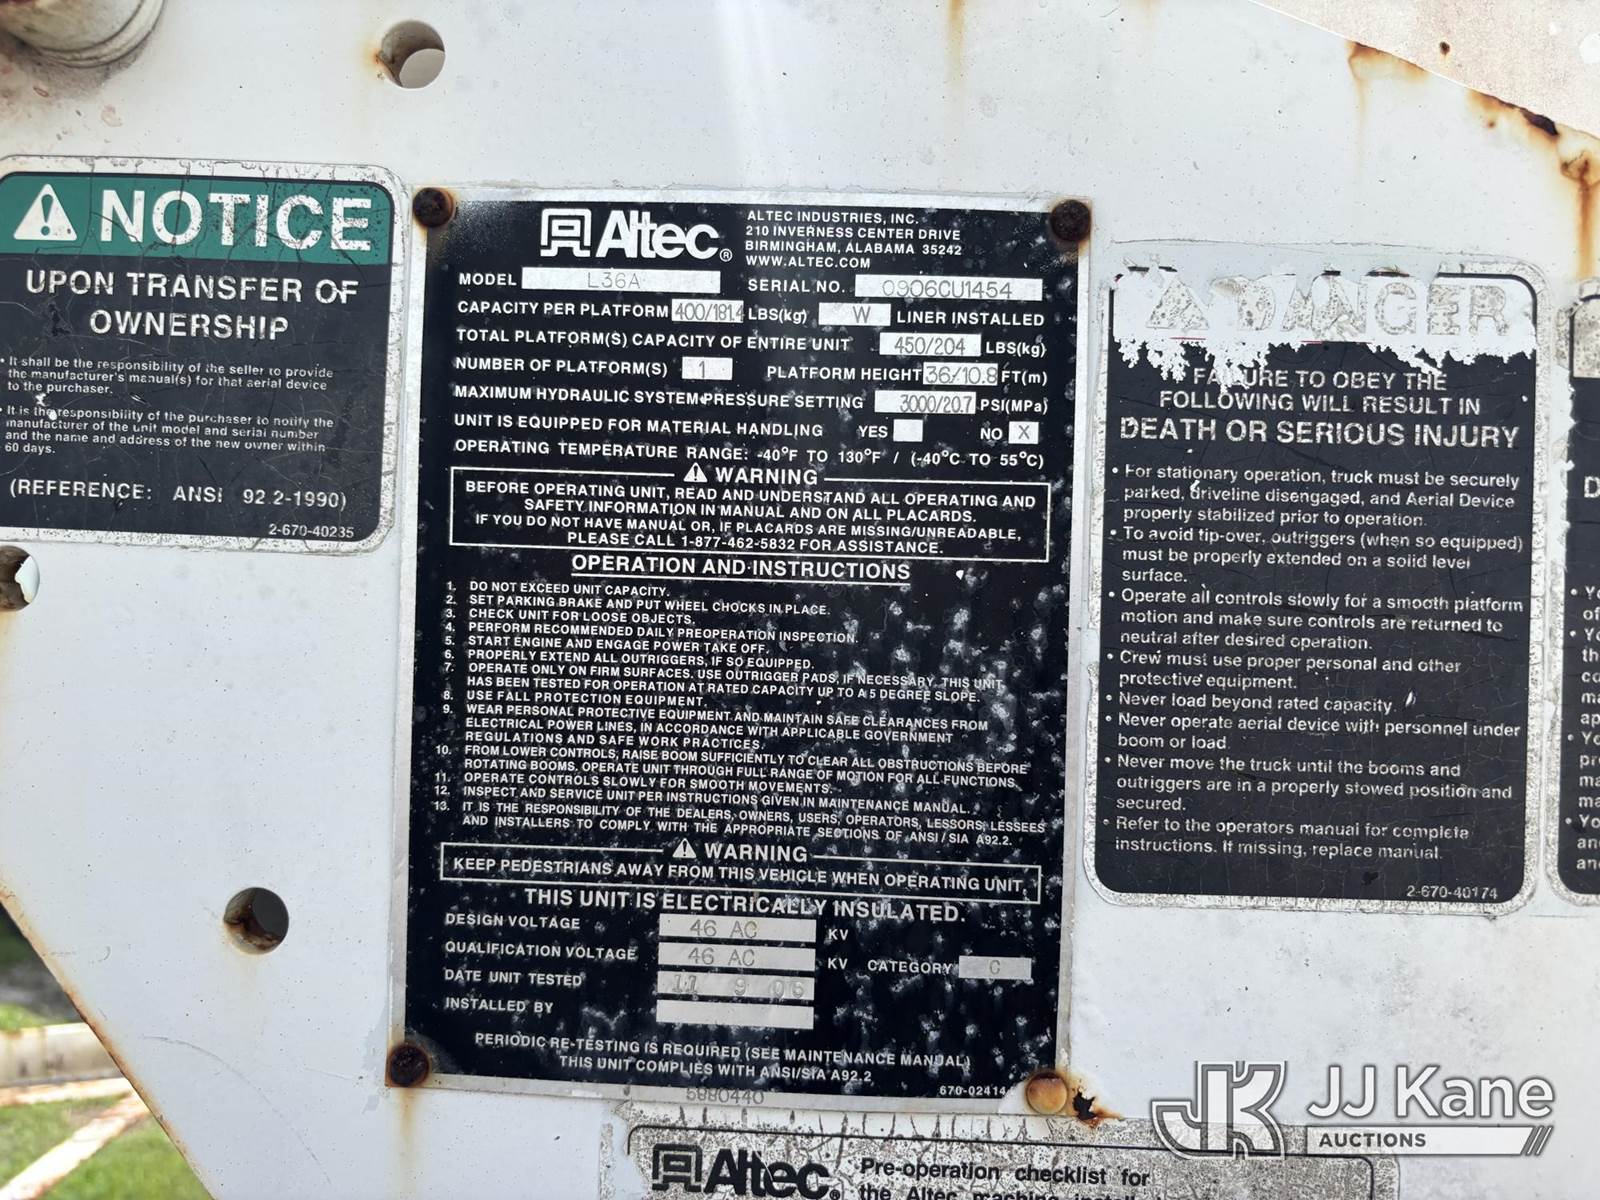 NOTICE
UPON TRANSFER OF
OWNERSHIP
• It shall be the responsibility of the seller to provide
the manufacturer's manual(s) for that aerial device
to the purchaser.
• It is the responsibility of the purchaser to notify the
manufacturer of the unit model and serial number
and the name and address of the new owner within
60 days.
(REFERENCE: ANSI 92.2-1990)
2-670-40235
Altec®
ALTEC INDUSTRIES, INC.
210 INVERNESS CENTER DRIVE
BIRMINGHAM, ALABAMA 35242
WWW.ALTEC.COM
MODEL L36A SERIAL NO. 0906CU1454
CAPACITY PER PLATFORM 400/181.4 LBS(kg) W LINER INSTALLED
TOTAL PLATFORM(S) CAPACITY OF ENTIRE UNIT 450/204 LBS(kg)
NUMBER OF PLATFORM(S) 1 PLATFORM HEIGHT 36/10.8 FT(m)
MAXIMUM HYDRAULIC SYSTEM PRESSURE SETTING 3000/20.7 PSI(MPa)
UNIT IS EQUIPPED FOR MATERIAL HANDLING YES NO X
OPERATING TEMPERATURE RANGE: -40°F TO 130°F / (-40°C TO 55°C)
WARNING
BEFORE OPERATING UNIT, READ AND UNDERSTAND ALL OPERATING AND
SAFETY INFORMATION IN MANUAL AND ON ALL PLACARDS.
IF YOU DO NOT HAVE MANUAL OR, IF PLACARDS ARE MISSING/UNREADABLE,
PLEASE CALL 1-877-462-5832 FOR ASSISTANCE.
OPERATION AND INSTRUCTIONS
1. DO NOT EXCEED UNIT CAPACITY.
2. SET PARKING BRAKE AND PUT WHEEL CHOCKS IN PLACE.
3. CHECK UNIT FOR LOOSE OBJECTS.
4. PERFORM RECOMMENDED DAILY PREOPERATION INSPECTION.
5. START ENGINE AND ENGAGE POWER TAKE OFF.
6. PROPERLY EXTEND ALL OUTRIGGERS, IF SO EQUIPPED.
7. OPERATE ONLY ON FIRM SURFACES. USE OUTRIGGER PADS, IF NECESSARY. THIS UNIT
HAS BEEN TESTED FOR OPERATION AT RATED CAPACITY UP TO A 5 DEGREE SLOPE.
8. USE FALL PROTECTION EQUIPMENT.
9. WEAR PERSONAL PROTECTIVE EQUIPMENT AND MAINTAIN SAFE CLEARANCES FROM
ELECTRICAL POWER LINES, IN ACCORDANCE WITH APPLICABLE GOVERNMENT
REGULATIONS AND SAFE WORK PRACTICES.
10. FROM LOWER CONTROLS, RAISE BOOM SUFFICIENTLY TO CLEAR ALL OBSTRUCTIONS BEFORE
ROTATING BOOMS. OPERATE UNIT THROUGH FULL RANGE OF MOTION FOR ALL FUNCTIONS.
11. OPERATE CONTROLS SLOWLY FOR SMOOTH MOVEMENTS.
12. INSPECT AND SERVICE UNIT PER INSTRUCTIONS GIVEN IN MAINTENANCE MANUAL.
13. IT IS THE RESPONSIBILITY OF THE DEALERS, OWNERS, USERS, OPERATORS, LESSORS, LESSEES
AND INSTALLERS TO COMPLY WITH THE APPROPRIATE SECTIONS OF ANSI/SIA A92.2.
WARNING
KEEP PEDESTRIANS AWAY FROM THIS VEHICLE WHEN OPERATING UNIT.
THIS UNIT IS ELECTRICALLY INSULATED.
DESIGN VOLTAGE 46 AC KV
QUALIFICATION VOLTAGE 46 AC KV CATEGORY C
DATE UNIT TESTED 11 9 06
INSTALLED BY
PERIODIC RE-TESTING IS REQUIRED (SEE MAINTENANCE MANUAL)
THIS UNIT COMPLIES WITH ANSI/SIA A92.2
670-02414
5880440
Altec®
Pre-operation checklist for
the Altec machine
DANGER
FAILURE TO OBEY THE
FOLLOWING WILL RESULT IN
DEATH OR SERIOUS INJURY
• For stationary operation, truck must be securely
parked, driveline disengaged, and Aerial Device
properly stabilized prior to operation.
• To avoid tip-over, outriggers (when so equipped)
must be properly extended on a solid level
surface.
• Operate all controls slowly for a smooth platform
motion and make sure controls are returned to
neutral after desired operation.
• Crew must use proper personal and other
protective equipment.
• Never load beyond rated capacity.
• Never operate aerial device with personnel under
boom or load.
• Never move the truck until the booms and
outriggers are in a properly stowed position and
secured.
• Refer to the operators manual for complete
instructions. If missing, replace manual.
2-670-40174
JK JJ Kane
AUCTIONS